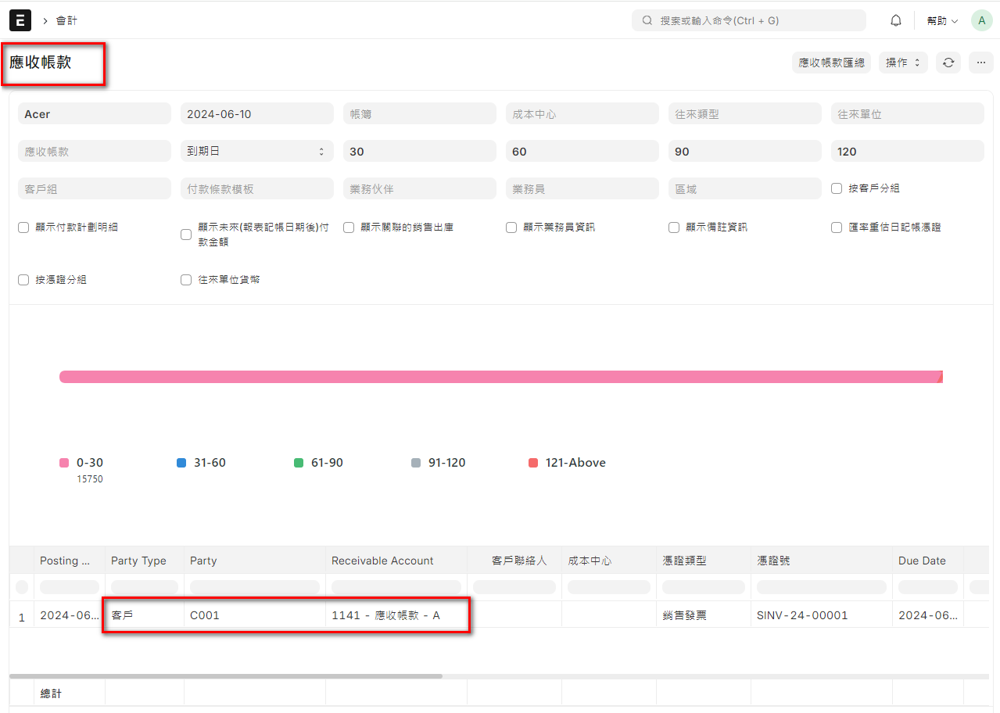 E
會計
搜索或輸入命令(Ctrl + G)
幫助
A
應收帳款
應收帳款匯總
操作
...
Acer
2024-06-10
帳簿
成本中心
往來類型
往來單位
應收帳款
到期日
30
60
90
120
客戶組
付款條款模板
業務伙伴
業務員
區域
按客戶分組
顯示付款計劃明細
顯示未來(報表記帳日期後)付
款金額
顯示關聯的銷售出庫
顯示業務員資訊
顯示備註資訊
匯率重估日記帳憑證
按憑證分組
往來單位貨幣
0-30
15750
31-60
61-90
91-120
121-Above
Posting ...
Party Type
Party
Receivable Account
客戶聯絡人
成本中心
憑證類型
憑證號
Due Date
1
2024-06...
客戶
C001
1141 - 應收帳款 - A
銷售發票
SINV-24-00001
2024-06...
總計